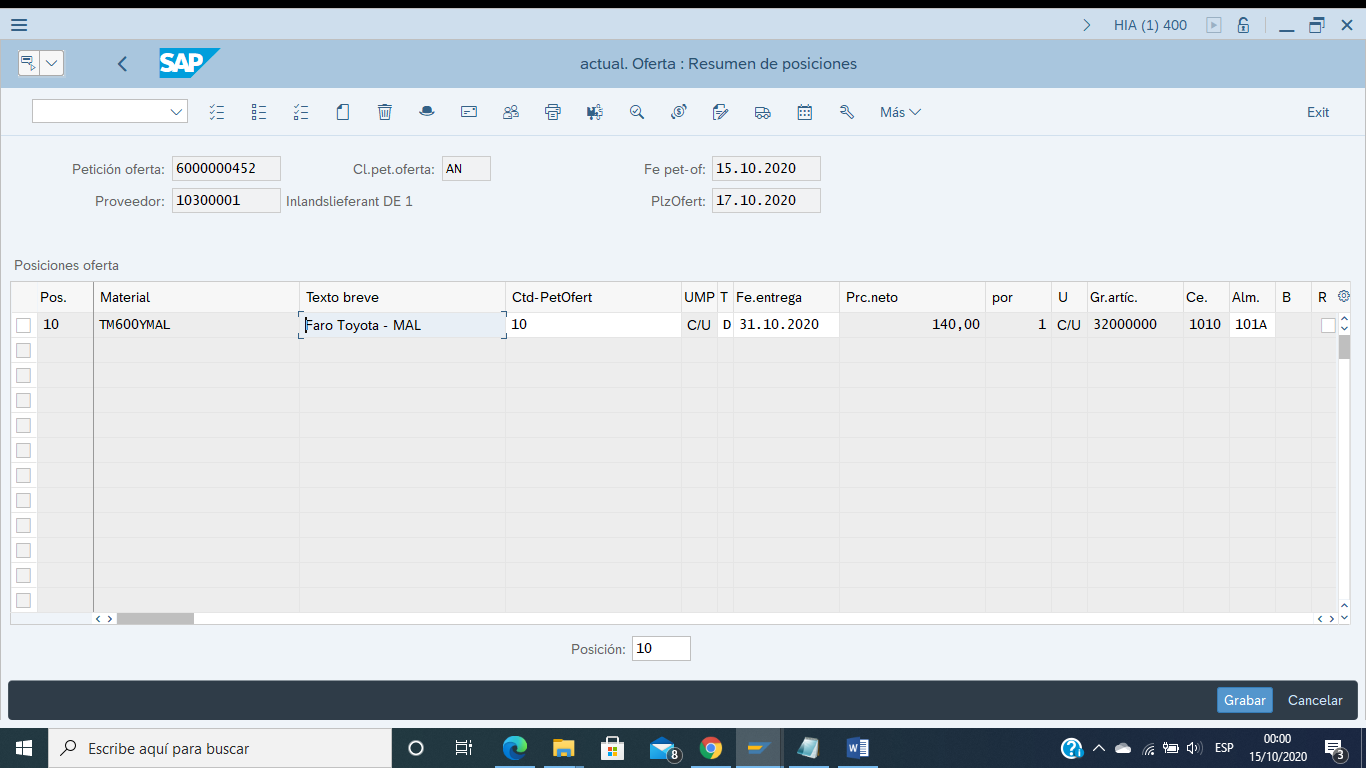 HIA (1) 400
SAP
actual. Oferta : Resumen de posiciones
Más
Exit
Petición oferta: 6000000452 Cl.pet.oferta: AN Fe pet-of: 15.10.2020
Proveedor: 10300001 Inlandslieferant DE 1 PlzOfert: 17.10.2020
Posiciones oferta
Pos. Material Texto breve Ctd-PetOfert UMP T Fe.entrega Prc.neto por U Gr.artíc. Ce. Alm. B R
10 TM600YMAL Faro Toyota - MAL 10 C/U D 31.10.2020 140,00 1 C/U 32000000 1010 101A
Posición: 10
Grabar Cancelar
Escribe aquí para buscar
8
ESP
00:00
15/10/2020
3